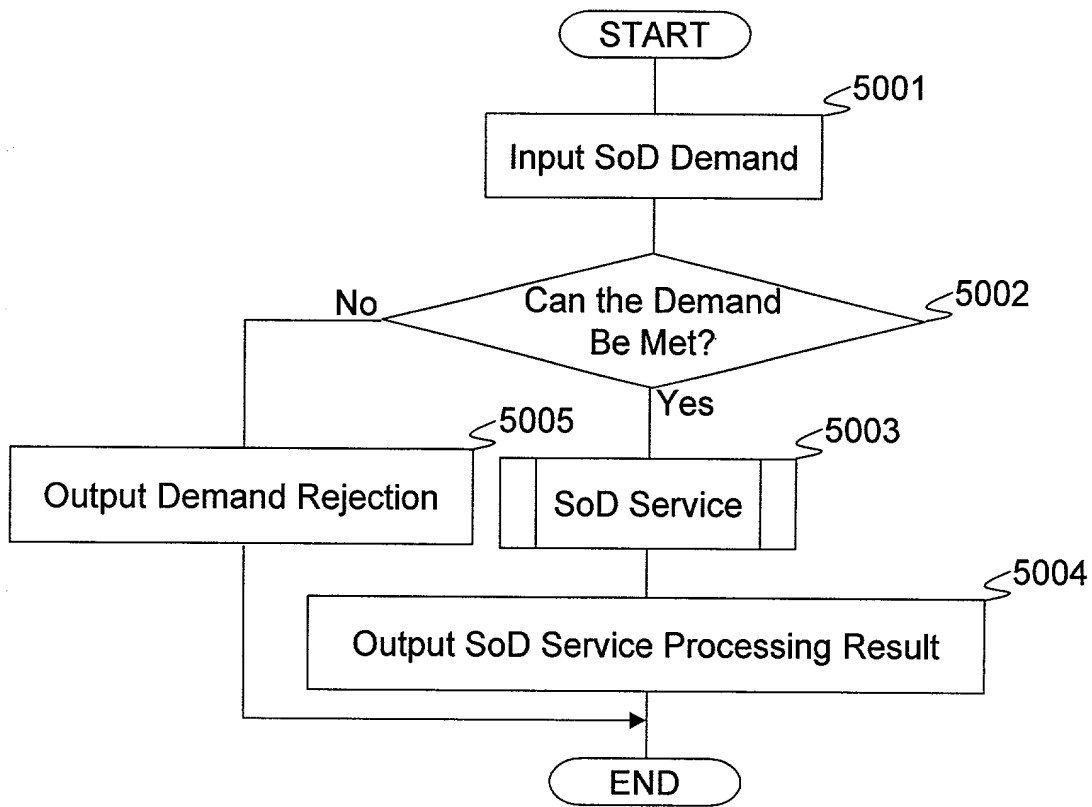 START
5001
Input SoD Demand
Can the Demand
Be Met?
5002
No
Yes
5005
Output Demand Rejection
5003
SoD Service
5004
Output SoD Service Processing Result
END